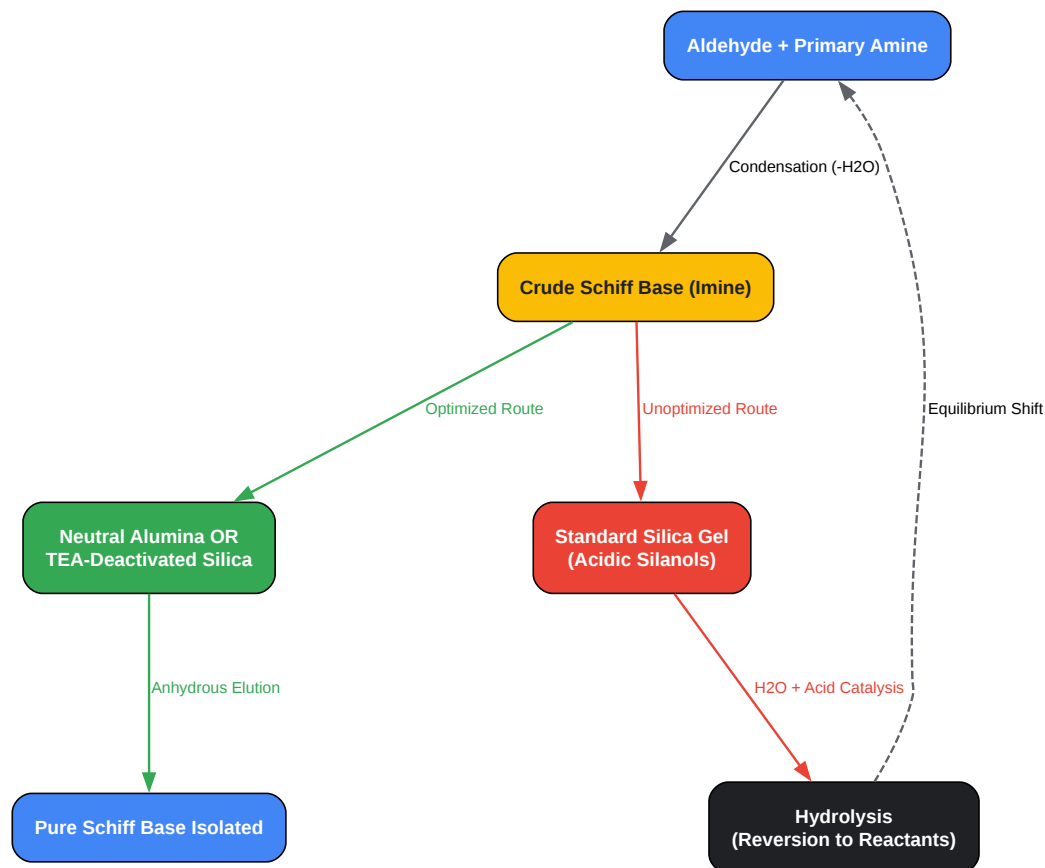 Aldehyde + Primary Amine
Condensation (-H2O)
Crude Schiff Base (Imine)
Optimized Route
Unoptimized Route
Equilibrium Shift
Neutral Alumina OR
TEA-Deactivated Silica
Standard Silica Gel
(Acidic Silanols)
Anhydrous Elution
H2O + Acid Catalysis
Pure Schiff Base Isolated
Hydrolysis
(Reversion to Reactants)